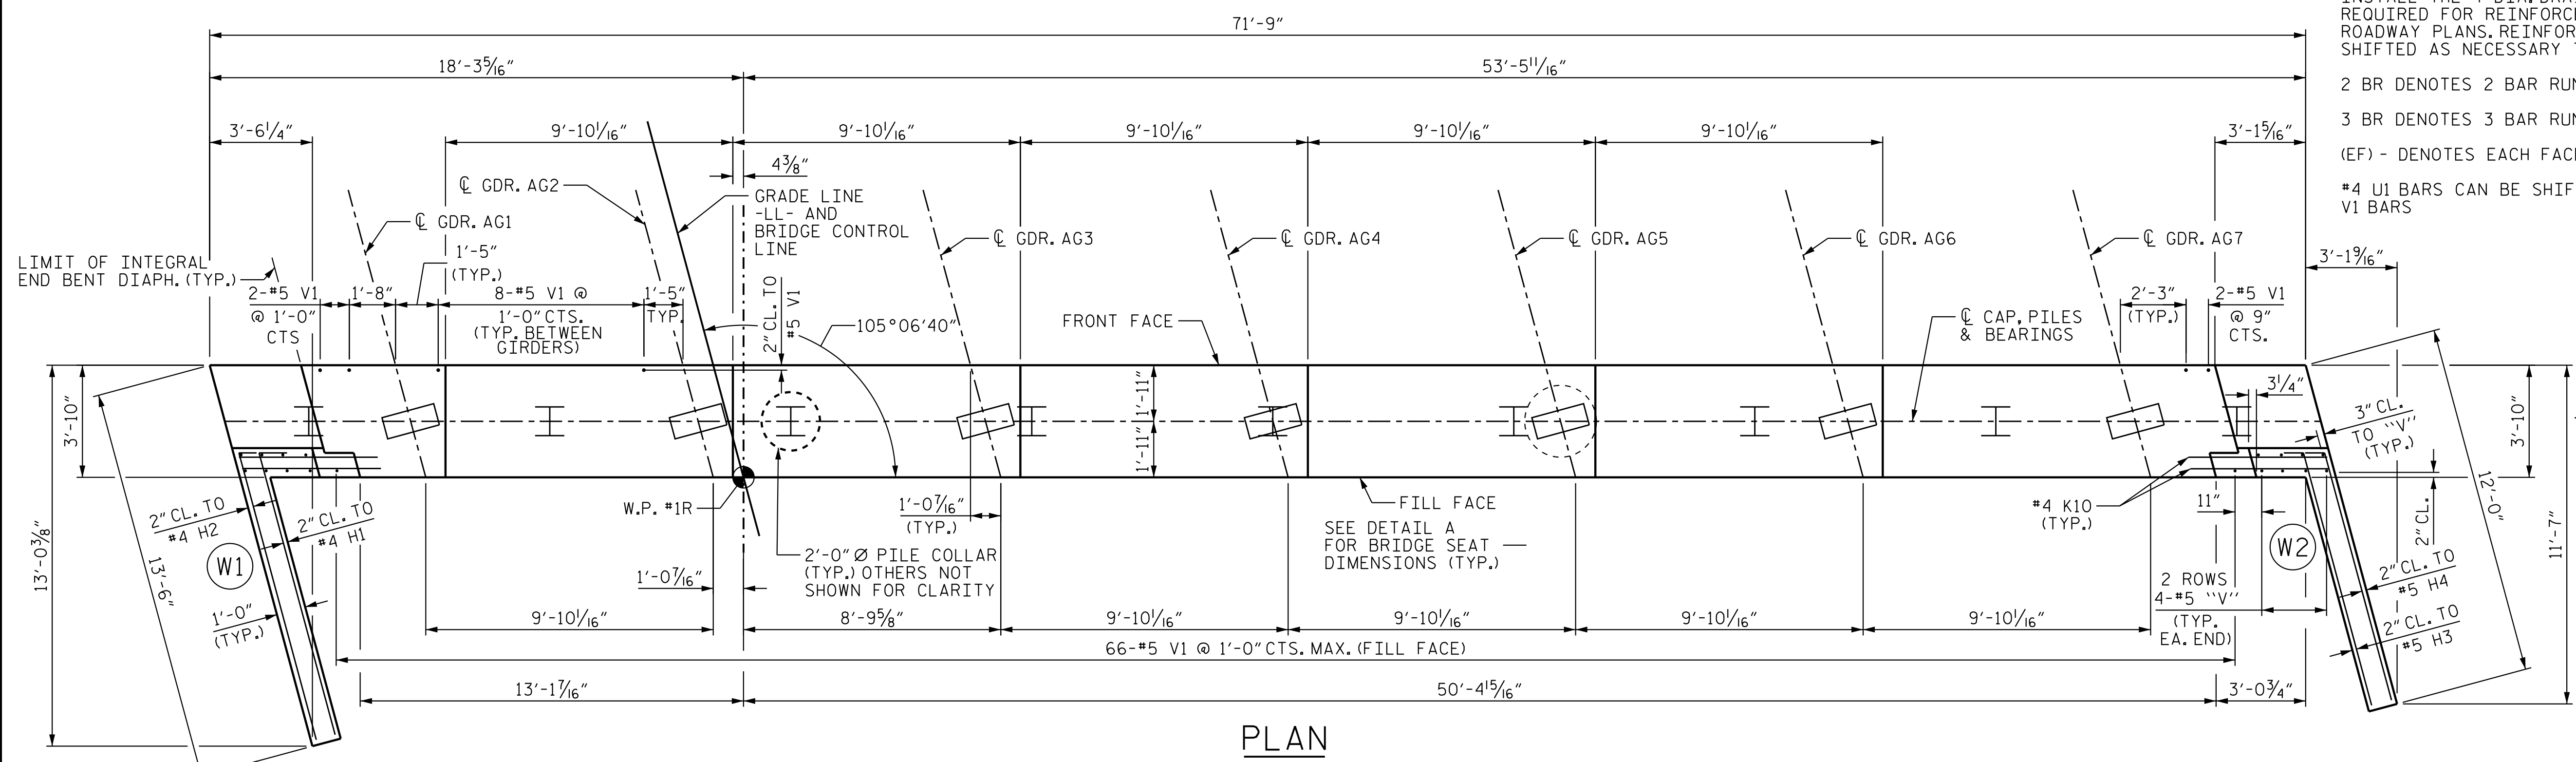 71'-9"
18'-3 5/16"
53'-5 11/16"
REQUIRED FOR
ROADWAY PLANS.
SHIFTED AS NECESSARY
2 BR DENOTES 2 BAR
3 BR DENOTES 3 BAR
(EF) - DENOTES EACH
#4 U1 BARS CAN BE
V1 BARS
3'-6 1/4"
9'-10 1/16"
9'-10 1/16"
9'-10 1/16"
9'-10 1/16"
9'-10 1/16"
3'-1 5/16"
4 3/8"
℄ GDR. AG2
GRADE LINE
-LL- AND
BRIDGE CONTROL
LINE
℄ GDR. AG1
℄ GDR. AG3
℄ GDR. AG4
℄ GDR. AG5
℄ GDR. AG6
℄ GDR. AG7
3'-1 9/16"
LIMIT OF INTEGRAL
END BENT DIAPH. (TYP.)
1'-5"
(TYP.)
2-#5 V1
@ 1'-0"
CTS
1'-8"
8-#5 V1 @
1'-0" CTS.
(TYP. BETWEEN
GIRDERS)
1'-5"
TYP.
2" CL. TO
#5 V1
105°06'40"
FRONT FACE
℄ CAP, PILES
& BEARINGS
2'-3"
(TYP.)
2-#5 V1
@ 9"
CTS.
3'-10"
13'-0 3/8"
13'-6"
1'-11"
1'-11"
3 1/4"
3" CL.
TO "V"
(TYP.)
3'-10"
12'-0"
11'-7"
2" CL. TO
#4 H2
2" CL. TO
#4 H1
W1
1'-0"
(TYP.)
W.P. #1R
1'-0 7/16"
(TYP.)
1'-0 7/16"
2'-0" Ø PILE COLLAR
(TYP.) OTHERS NOT
SHOWN FOR CLARITY
FILL FACE
SEE DETAIL A
FOR BRIDGE SEAT
DIMENSIONS (TYP.)
#4 K10
(TYP.)
11"
W2
2" CL.
2 ROWS
4-#5 "V"
(TYP.
EA. END)
2" CL. TO
#5 H4
2" CL. TO
#5 H3
9'-10 1/16"
8'-9 5/8"
9'-10 1/16"
9'-10 1/16"
9'-10 1/16"
9'-10 1/16"
66-#5 V1 @ 1'-0" CTS. MAX. (FILL FACE)
13'-1 7/16"
50'-4 15/16"
3'-0 3/4"
PLAN